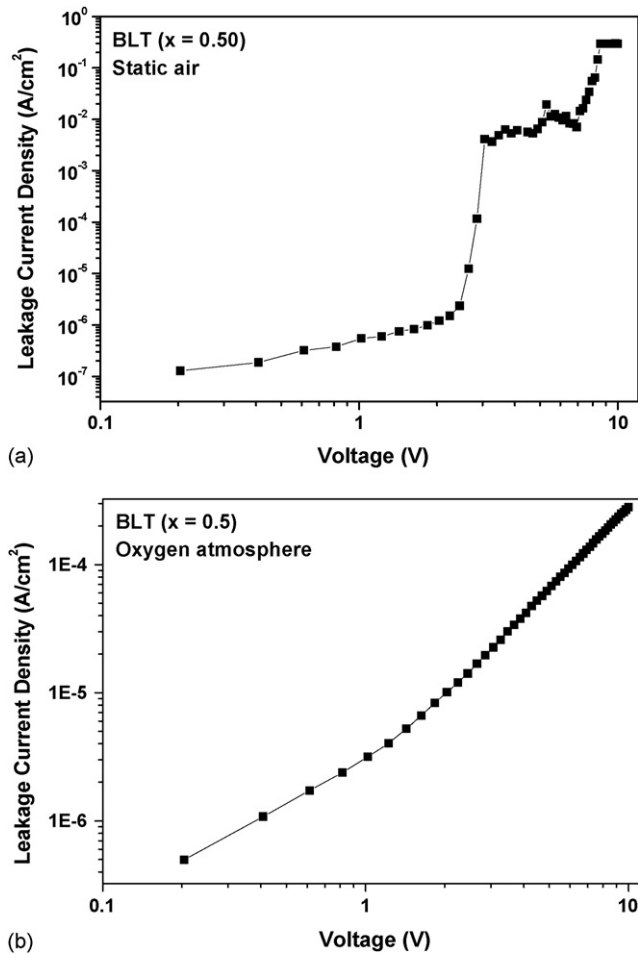 10⁰
10⁻¹
10⁻²
10⁻³
10⁻⁴
10⁻⁵
10⁻⁶
10⁻⁷
Leakage Current Density (A/cm²)
BLT (x = 0.50)
Static air
0.1
1
10
Voltage (V)
(a)
1E-4
1E-5
1E-6
Leakage Current Density (A/cm²)
BLT (x = 0.5)
Oxygen atmosphere
0.1
1
10
Voltage (V)
(b)